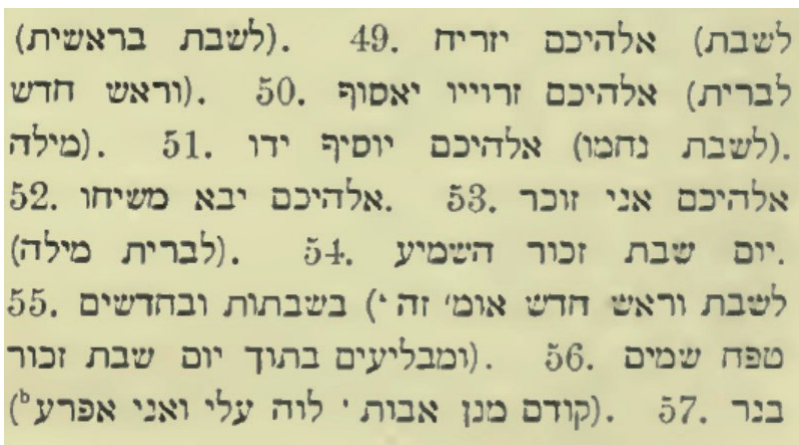 (לשבת בראשית). 49. אלהיכם יזריח (לשבת
וראש חדש). 50. אלהיכם זרוייו יאסוף (לברית
מילה). 51. אלהיכם יוסיף ידו (לשבת נחמו).
52. אלהיכם יבא משיחו. 53. אלהיכם אני זוכר
(לברית מילה). 54. יום שבת זכור השמיע.
55. בשבתות ובחדשים (' לשבת וראש חדש אומ' זה
ומבליעים בתוך יום שבת זכור). 56. טפח שמים
(קודם מגן אבות ' לוה עלי ואני אפרע b). 57. בנר